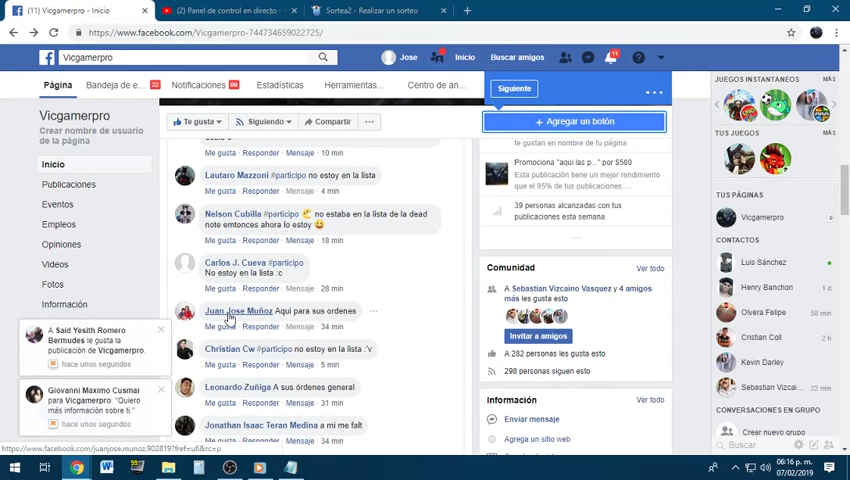 (11) Vicgamerpro - Inicio
(2) Panel de control en directo -
Sortea2 - Realizar un sorteo
https://www.facebook.com/Vicgamerpro-744734659022725/
Vicgamerpro
Jose
Inicio
Buscar amigos
11
Página
Bandeja de e... 22
Notificaciones 99
Estadísticas
Herramientas...
Centro de an...
Siguiente
...
Vicgamerpro
Crear nombre de usuario
de la página
Inicio
Publicaciones
Eventos
Empleos
Opiniones
Videos
Fotos
Información
Te gusta
Siguiendo
Compartir
+ Agregar un botón
Me gusta · Responder · Mensaje · 10 min
Lautaro Mazzoni #participo no estoy en la lista
Me gusta · Responder · Mensaje · 4 min
Nelson Cubilla #participo no estaba en la lista de la dead
note emtonces ahora lo estoy
Me gusta · Responder · Mensaje · 18 min
Carlos J. Cueva #participo
No estoy en la lista :c
Me gusta · Responder · Mensaje · 28 min
Juan Jose Muñoz Aquí para sus ordenes
Me gusta · Responder · Mensaje · 34 min
Christian Cw #participo no estoy en la lista :'v
Me gusta · Responder · Mensaje · 5 min
Leonardo Zuñiga A sus órdenes general
Me gusta · Responder · Mensaje · 31 min
Jonathan Isaac Teran Medina a mi me falt
Me gusta · Responder · Mensaje · 40 min
te gustan en destino de tu página
Promociona "aqui las p..." por $580
Esta publicación tiene un mejor rendimiento
que el 95% de tus publicaciones
39 personas alcanzadas con tus
publicaciones esta semana
Comunidad
Ver todo
A Sebastian Vizcaino Vasquez y 4 amigos
más les gusta esto
Invitar a amigos
A 282 personas les gusta esto
298 personas siguen esto
Información
Ver todo
Enviar mensaje
Agrega un sitio web
JUEGOS INSTANTÁNEOS
MÁS
TUS JUEGOS
MÁS
TUS PÁGINAS
Vicgamerpro
CONTACTOS
Luis Sánchez
Henry Banchon
1 d
Olvera Felipe
58 min
Cristian Coll
Kevin Darley
Sebastian Vizcai...
22 min
CONVERSACIONES EN GRUPO
Crear nuevo grupo
Buscar
A Said Yesith Romero
Bermudes le gusta la
publicación de Vicgamerpro.
hace unos segundos
Giovanni Maximo Cusmai
para Vicgamerpro: "Quiero
más información sobre ti."
hace unos segundos
https://www.facebook.com/juanjose.munoz.902819?fref=ufi&rc=p
06:16 p. m.
07/02/2019